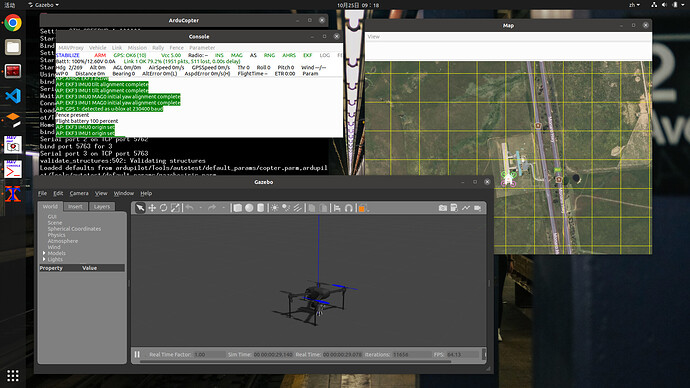 Gazebo
10月25日 09：18
zh
ArduCopter
Console
MAVProxy Vehicle Link Mission Rally Fence Parameter
STABILIZE ARM GPS: OK6 (10) Vcc 5.00 Radio: -- INS MAG AS RNG AHRS EKF LOG FEN
Batt1: 100%/12.60V 0.0A Link 1 OK 79.2% (1951 pkts, 511 lost, 0.00s delay)
Hdg 2/269 Alt 0m AGL 0m/0m AirSpeed 0m/s GPSSpeed 0m/s Thr 0 Roll 0 Pitch 0 Wind --/--
WP 0 Distance 0m Bearing 0 AltError 0m(L) AspdError 0m/s(H) FlightTime -- ETR 0:00 Param
AP: EKF3 IMU0 tilt alignment complete
AP: EKF3 IMU1 tilt alignment complete
AP: EKF3 IMU0 MAG0 initial yaw alignment complete
AP: EKF3 IMU1 MAG0 initial yaw alignment complete
AP: GPS 1: detected as u-blox at 230400 baud
fence present
Flight battery 100 percent
AP: EKF3 IMU0 origin set
AP: EKF3 IMU1 origin set
Serial port 2 on TCP port 5762
bind port 5763 for 3
Serial port 3 on TCP port 5763
validate_structures:502: Validating structures
Loaded defaults from ardupilot/Tools/autotest/default_params/copter.parm,ardupil
Map
View
Gazebo
File Edit Camera View Window Help
World Insert Layers
GUI
Scene
Spherical Coordinates
Physics
Atmosphere
Wind
Models
Lights
Property Value
Real Time Factor: 1.00 Sim Time: 00 00:00:29.140 Real Time: 00 00:00:29.078 Iterations: 11656 FPS: 64.13